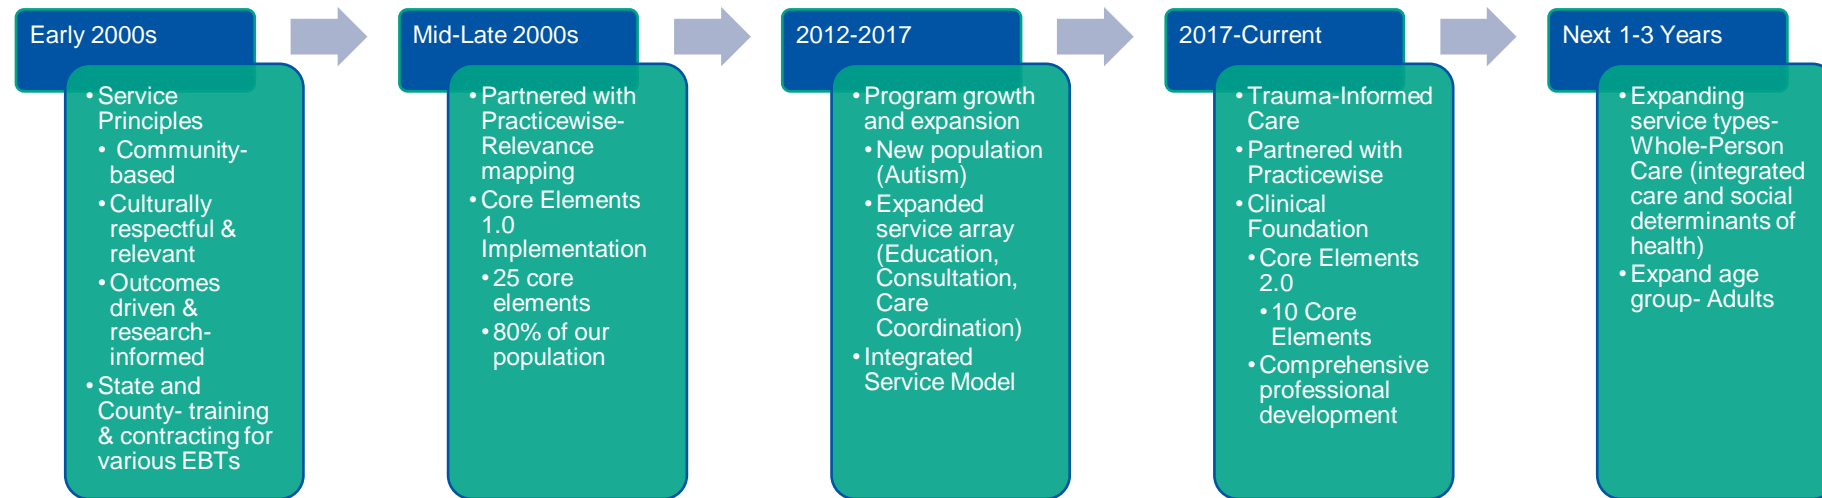 Early 2000s
• Service
Principles
• Community-
based
• Culturally
respectful &
relevant
• Outcomes
driven &
research-
informed
• State and
County- training
& contracting for
various EBTs
Mid-Late 2000s
• Partnered with
Practicewise-
Relevance
mapping
• Core Elements
1.0
Implementation
• 25 core
elements
• 80% of our
population
2012-2017
• Program growth
and expansion
• New population
(Autism)
• Expanded
service array
(Education,
Consultation,
Care
Coordination)
• Integrated
Service Model
2017-Current
• Trauma-Informed
Care
• Partnered with
Practicewise
• Clinical
Foundation
• Core Elements
2.0
• 10 Core
Elements
• Comprehensive
professional
development
Next 1-3 Years
• Expanding
service types-
Whole-Person
Care (integrated
care and social
determinants of
health)
• Expand age
group- Adults